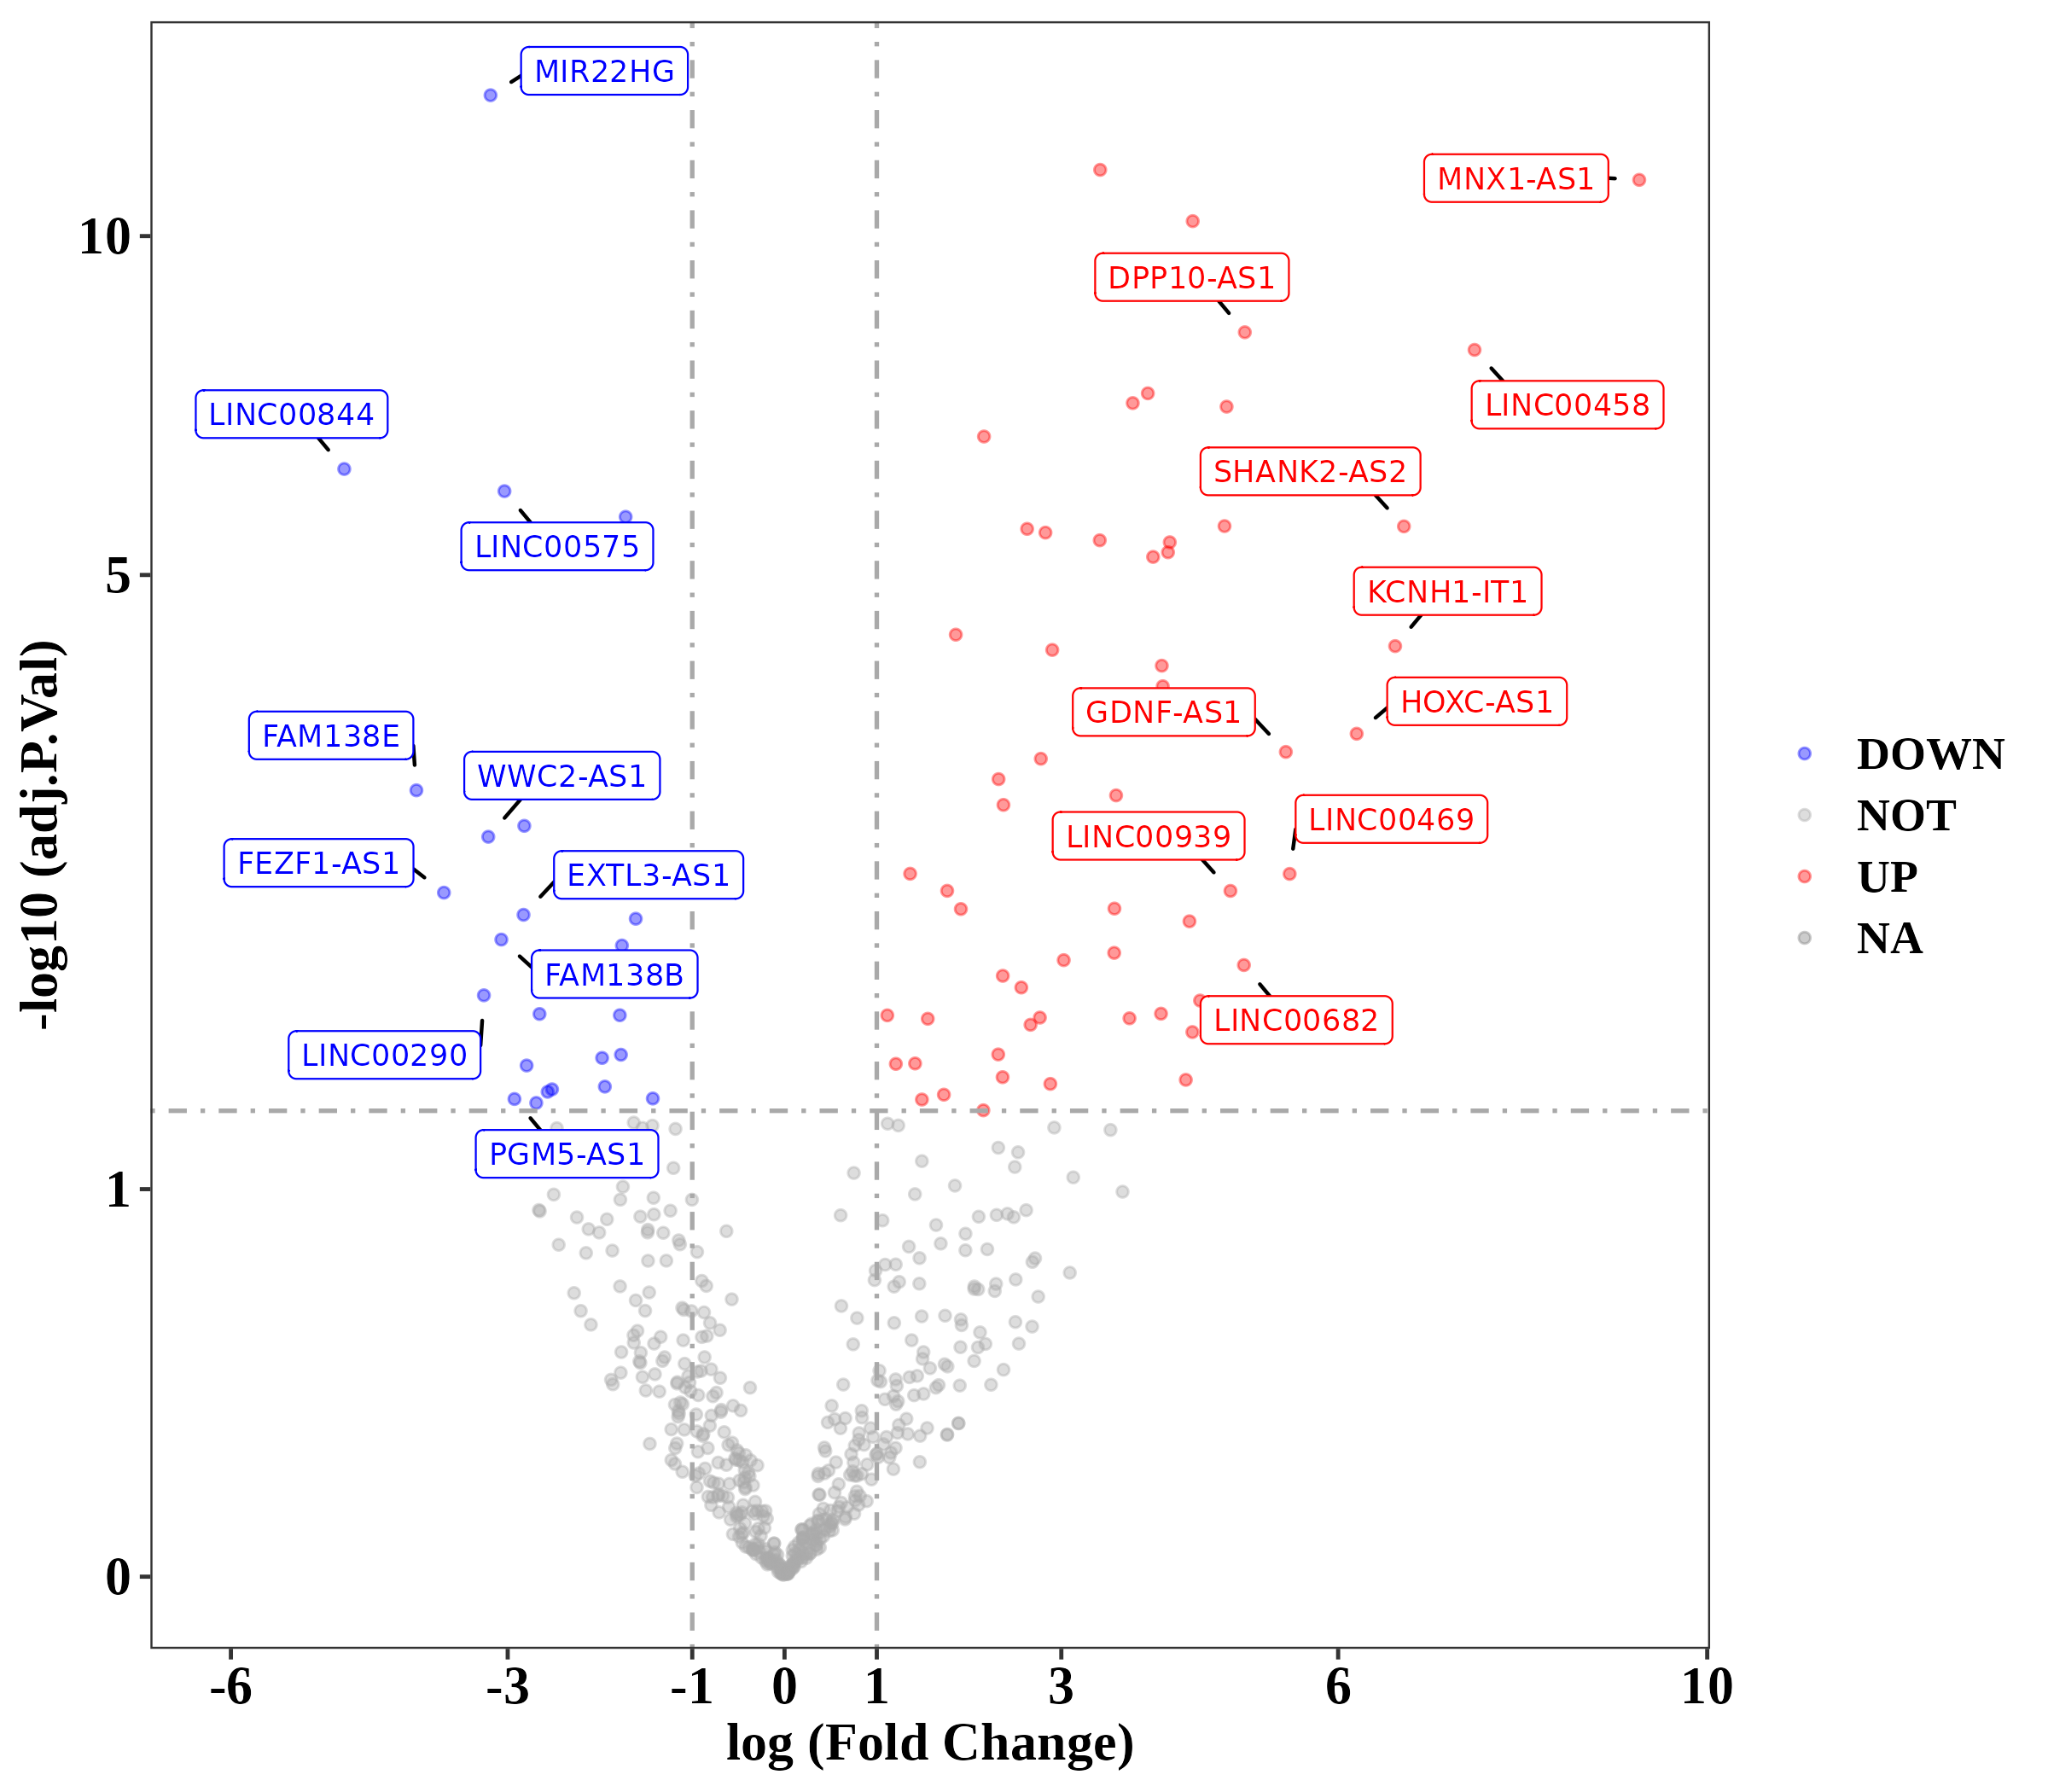 MIR22HG
MNX1-AS1
10
DPP10-AS1
LINC00844
LINC00458
SHANK2-AS2
LINC00575
5
KCNH1-IT1
HOXC-AS1
GDNF-AS1
FAM138E
WWC2-AS1
LINC00469
LINC00939
FEZF1-AS1
EXTL3-AS1
FAM138B
LINC00682
LINC00290
PGM5-AS1
1
0
-log10 (adj.P.Val)
-6 -3 -1 0 1 3 6 10
log (Fold Change)
DOWN
NOT
UP
NA